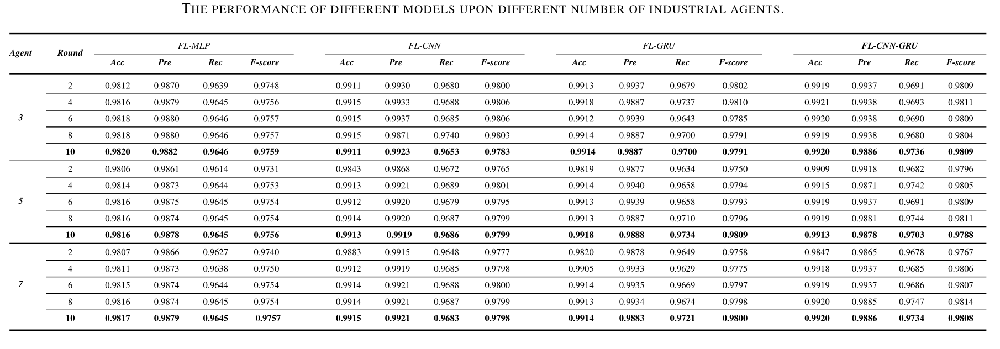 THE PERFORMANCE OF DIFFERENT MODELS UPON DIFFERENT NUMBER OF INDUSTRIAL AGENTS.
Agent Round FL-MLP FL-CNN FL-GRU FL-CNN-GRU
Acc Pre Rec F-score Acc Pre Rec F-score Acc Pre Rec F-score Acc Pre Rec F-score
2 0.9812 0.9870 0.9639 0.9748 0.9911 0.9930 0.9680 0.9800 0.9913 0.9937 0.9679 0.9802 0.9919 0.9937 0.9691 0.9809
4 0.9816 0.9879 0.9645 0.9756 0.9915 0.9933 0.9688 0.9806 0.9918 0.9887 0.9737 0.9810 0.9921 0.9938 0.9693 0.9811
3 6 0.9818 0.9880 0.9646 0.9757 0.9915 0.9937 0.9685 0.9806 0.9912 0.9939 0.9643 0.9785 0.9920 0.9938 0.9690 0.9809
8 0.9818 0.9880 0.9646 0.9757 0.9915 0.9871 0.9740 0.9803 0.9914 0.9887 0.9700 0.9791 0.9919 0.9938 0.9680 0.9804
10 0.9820 0.9882 0.9646 0.9759 0.9911 0.9923 0.9653 0.9783 0.9914 0.9887 0.9700 0.9791 0.9920 0.9886 0.9736 0.9809
2 0.9806 0.9861 0.9614 0.9731 0.9843 0.9868 0.9672 0.9765 0.9819 0.9877 0.9634 0.9750 0.9909 0.9918 0.9682 0.9796
4 0.9814 0.9873 0.9644 0.9753 0.9913 0.9921 0.9689 0.9801 0.9914 0.9940 0.9658 0.9794 0.9915 0.9871 0.9742 0.9805
5 6 0.9816 0.9875 0.9645 0.9754 0.9912 0.9920 0.9679 0.9795 0.9913 0.9939 0.9658 0.9793 0.9919 0.9937 0.9691 0.9809
8 0.9816 0.9874 0.9645 0.9754 0.9914 0.9920 0.9687 0.9799 0.9913 0.9887 0.9710 0.9796 0.9919 0.9881 0.9744 0.9811
10 0.9816 0.9878 0.9645 0.9756 0.9913 0.9919 0.9686 0.9799 0.9918 0.9888 0.9734 0.9809 0.9913 0.9878 0.9703 0.9788
2 0.9807 0.9866 0.9627 0.9740 0.9883 0.9915 0.9648 0.9777 0.9820 0.9878 0.9649 0.9758 0.9847 0.9865 0.9678 0.9767
4 0.9811 0.9873 0.9638 0.9750 0.9912 0.9919 0.9685 0.9798 0.9905 0.9933 0.9629 0.9775 0.9918 0.9937 0.9685 0.9806
7 6 0.9815 0.9874 0.9644 0.9754 0.9914 0.9921 0.9688 0.9800 0.9914 0.9935 0.9669 0.9797 0.9919 0.9937 0.9686 0.9807
8 0.9816 0.9874 0.9645 0.9754 0.9914 0.9921 0.9687 0.9799 0.9913 0.9934 0.9674 0.9798 0.9920 0.9885 0.9747 0.9814
10 0.9817 0.9879 0.9645 0.9757 0.9915 0.9921 0.9683 0.9798 0.9914 0.9883 0.9721 0.9800 0.9920 0.9886 0.9734 0.9808